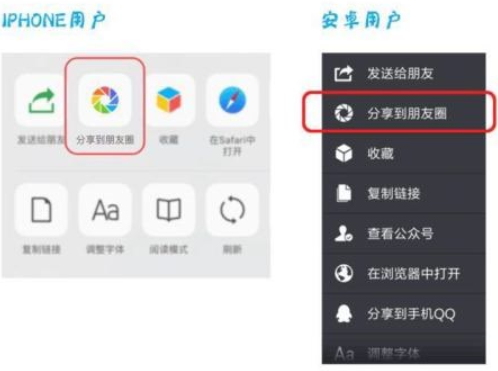 IPHONE用户
发送给朋友
分享到朋友圈
收藏
在Safari中
打开
复制链接
调整字体
阅读模式
刷新
安卓用户
发送给朋友
分享到朋友圈
收藏
复制链接
查看公众号
在浏览器中打开
分享到手机QQ
Aa 调整字体